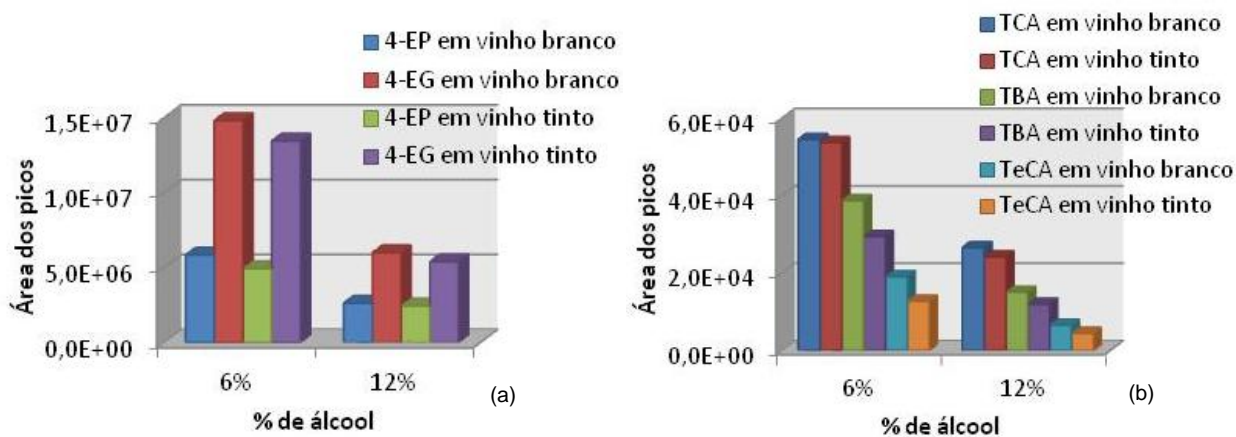 4-EP em vinho branco
4-EG em vinho branco
4-EP em vinho tinto
4-EG em vinho tinto
1,5E+07
1,0E+07
5,0E+06
0,0E+00
Área dos picos
6%
12%
% de álcool
(a)
TCA em vinho branco
TCA em vinho tinto
TBA em vinho branco
TBA em vinho tinto
TeCA em vinho branco
TeCA em vinho tinto
6,0E+04
4,0E+04
2,0E+04
0,0E+00
Área dos picos
6%
12%
% de álcool
(b)